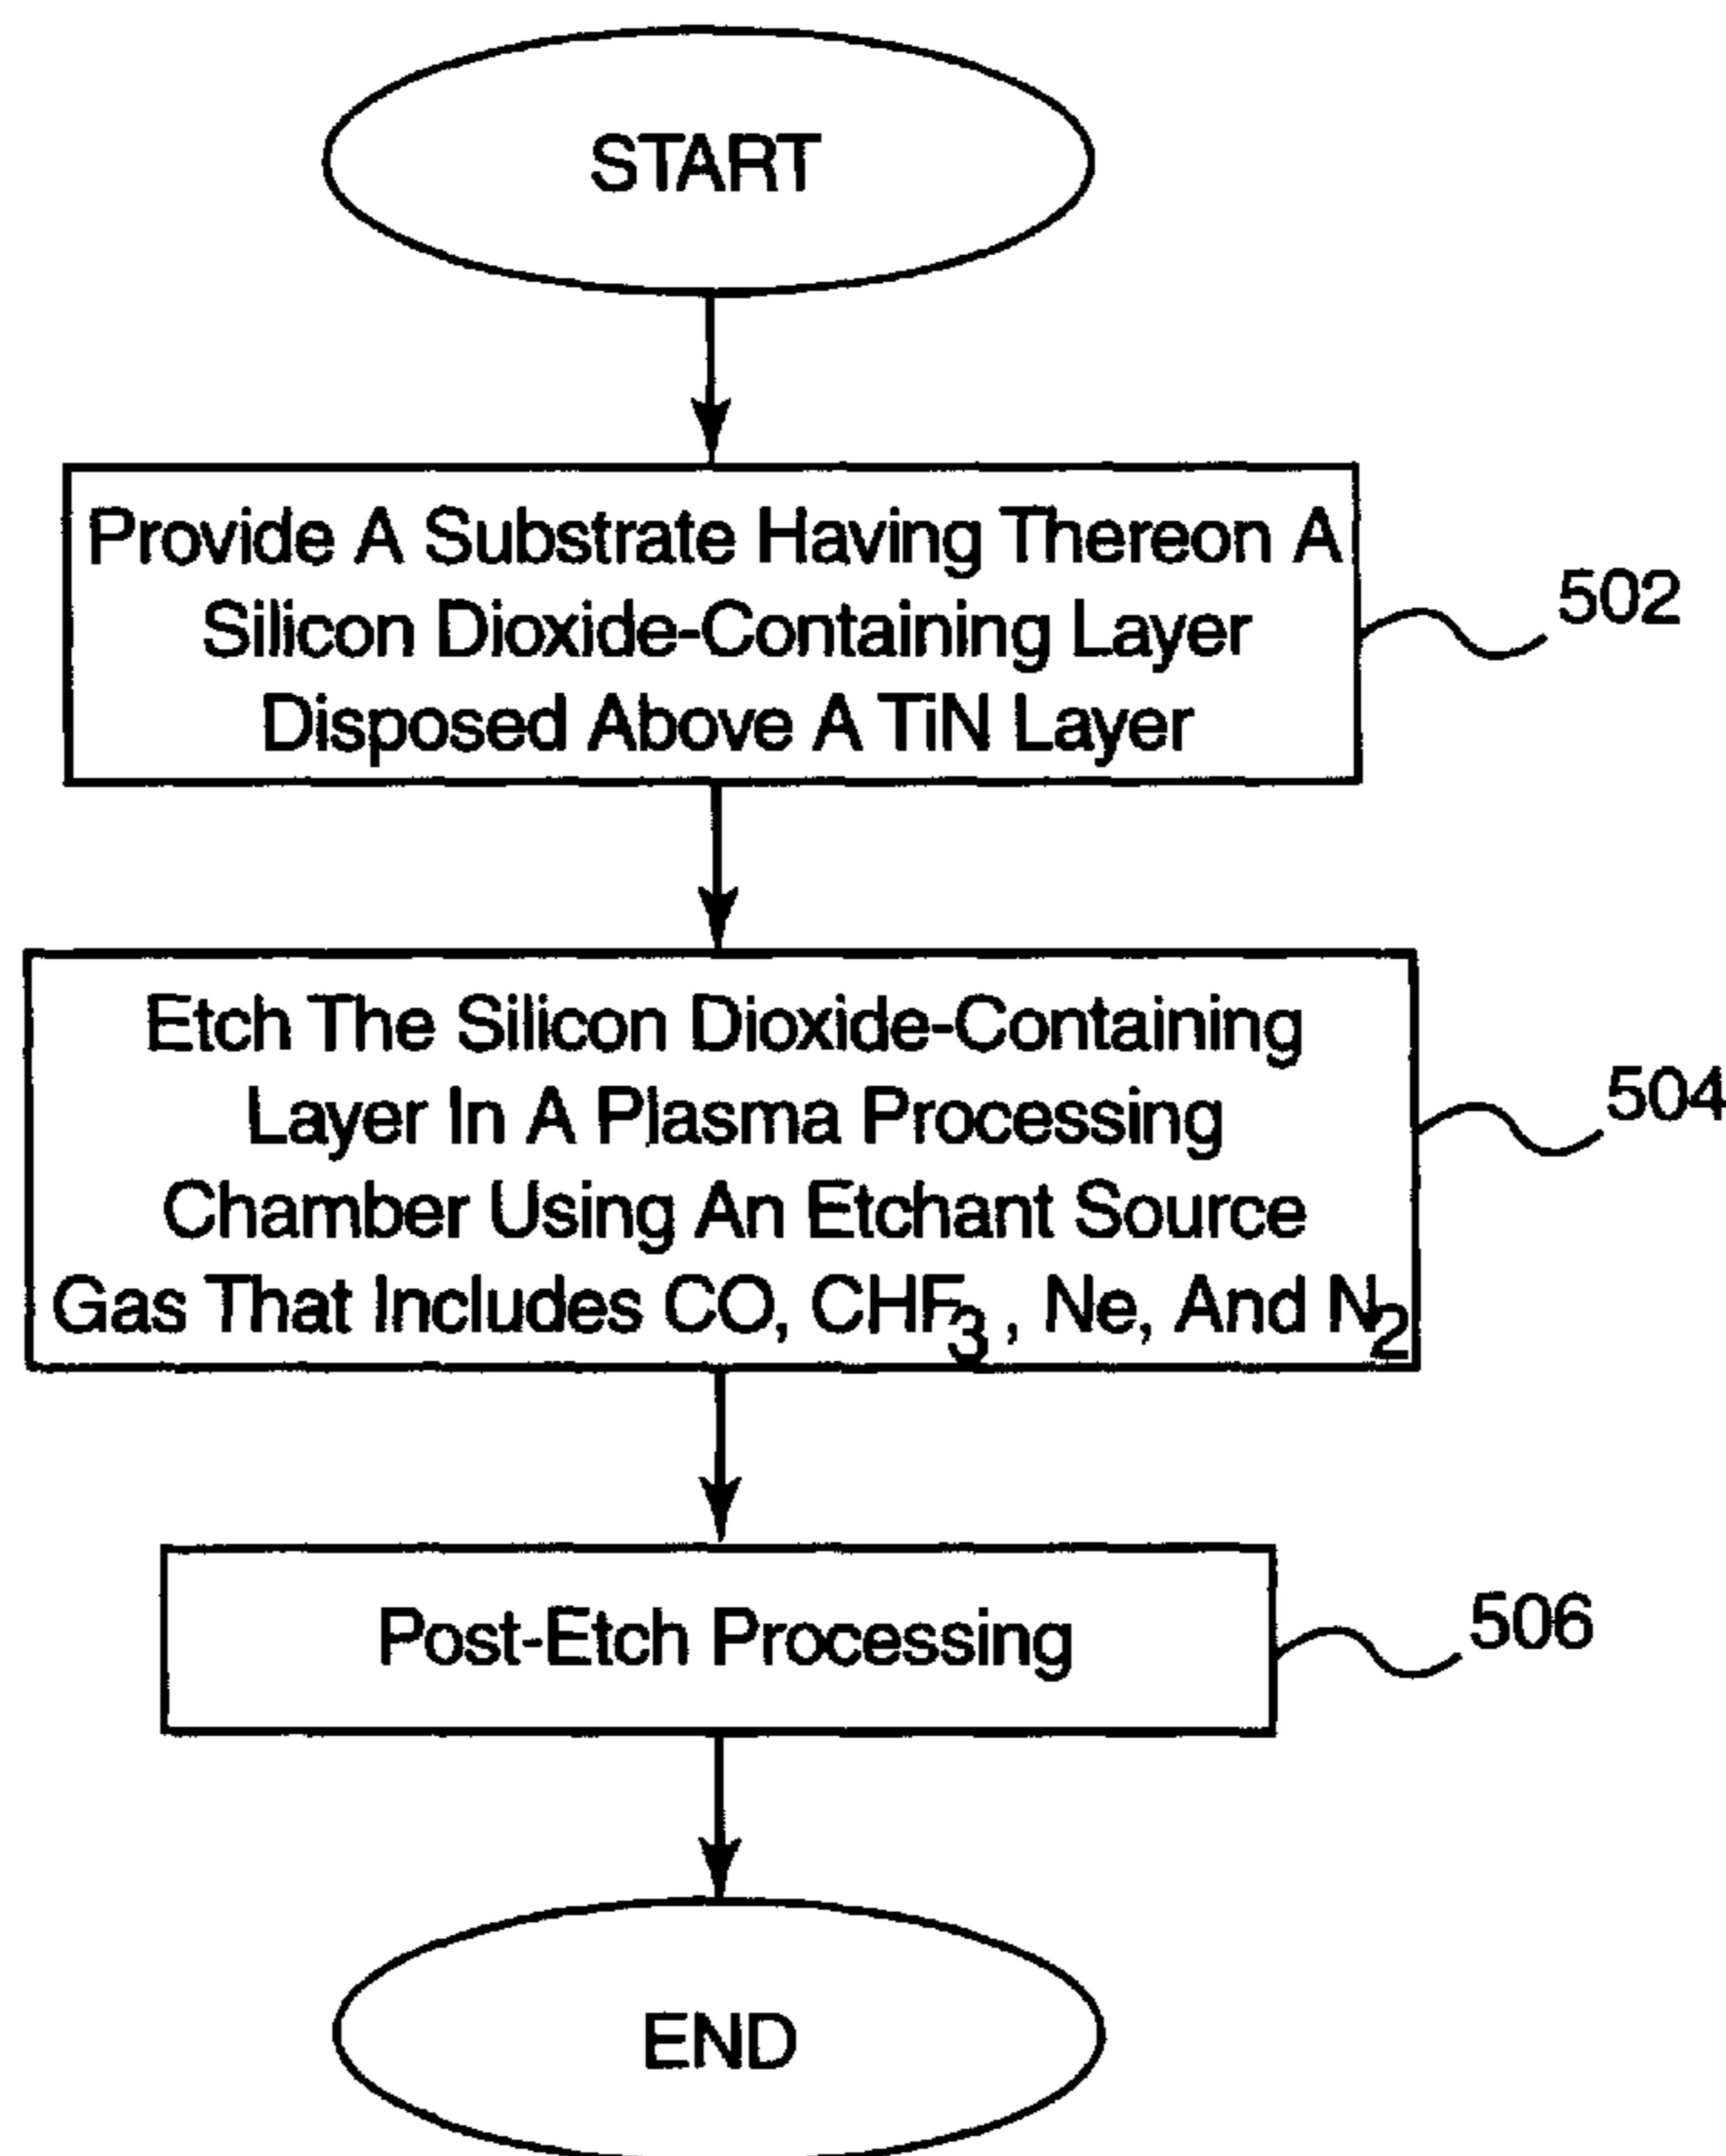 START
Provide A Substrate Having Thereon A
Silicon Dioxide-Containing Layer
Disposed Above A TiN Layer
502
Etch The Silicon Dioxide-Containing
Layer In A Plasma Processing
Chamber Using An Etchant Source
Gas That Includes CO, CHF3, Ne, And N2
504
Post-Etch Processing
506
END